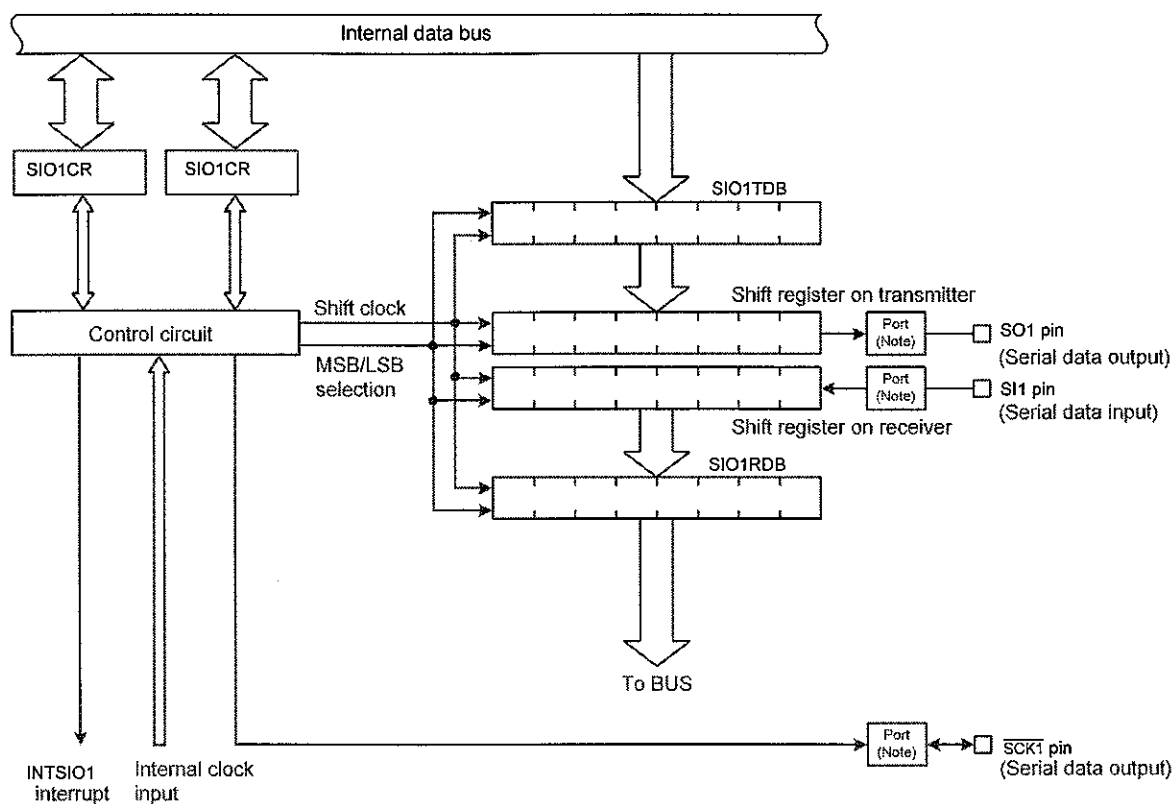 Internal data bus
SIO1CR
SIO1CR
SIO1TDB
Shift register on transmitter
Shift clock
Control circuit
MSB/LSB
selection
Port
(Note)
SO1 pin
(Serial data output)
Port
(Note)
SI1 pin
(Serial data input)
Shift register on receiver
SIO1RDB
To BUS
Port
(Note)
SCK1 pin
(Serial data output)
INTSIO1
interrupt
Internal clock
input